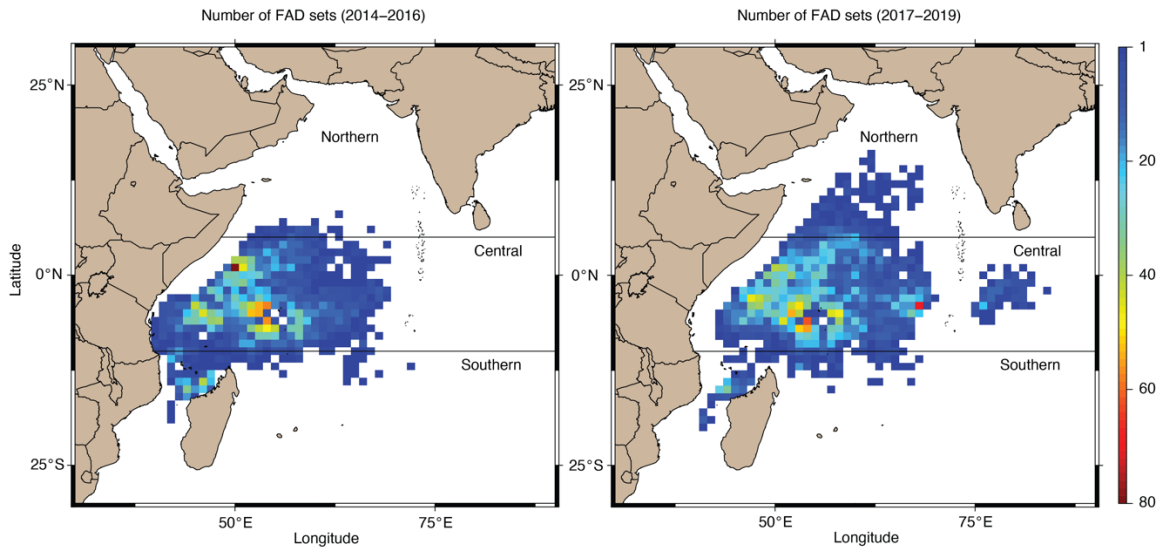 Number of FAD sets (2014–2016)
Number of FAD sets (2017–2019)
25°N
0°N
25°S
Latitude
Northern
Central
Southern
50°E
75°E
Longitude
25°N
0°N
25°S
Northern
Central
Southern
50°E
75°E
Longitude
1
20
40
60
80